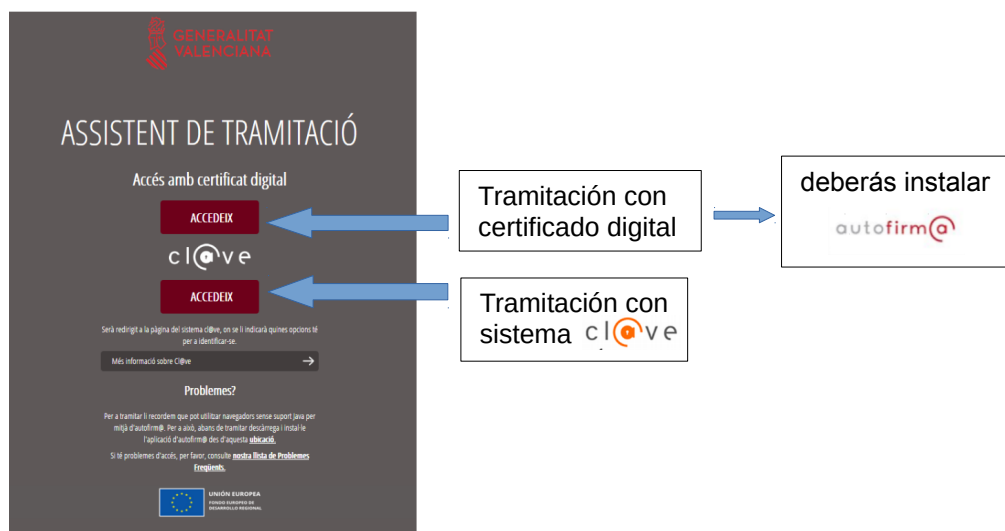 GENERALITAT
VALENCIANA
ASSISTENT DE TRAMITACIÓ
Accés amb certificat digital
ACCEDEIX
cl@ve
ACCEDEIX
Serà redirigit a la pàgina del sistema cl@ve, on se li indicarà quines opcions té
per a identificar-se.
Més informació sobre Cl@ve
Problemes?
Per a tramitar li recordem que pot utilitzar navegadors sense suport java per
mitjà d'autofirm@. Per a això, abans de tramitar descàrrega i instal·le
l'aplicació d'autofirm@ des d'aquesta ubicació.
Si té problemes d'accés, per favor, consulte nostra llista de Problemes
Freqüents.
UNIÓN EUROPEA
FONDO EUROPEO DE
DESARROLLO REGIONAL
Tramitación con
certificado digital
deberás instalar
autofirm@
Tramitación con
sistema cl@ve